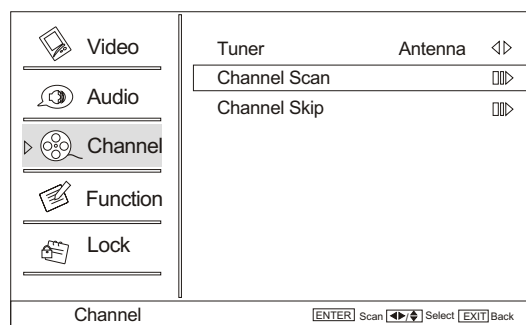 Video
Audio
Channel
Function
Lock
Tuner Antenna
Channel Scan
Channel Skip
Channel ENTER Scan / Select EXIT Back